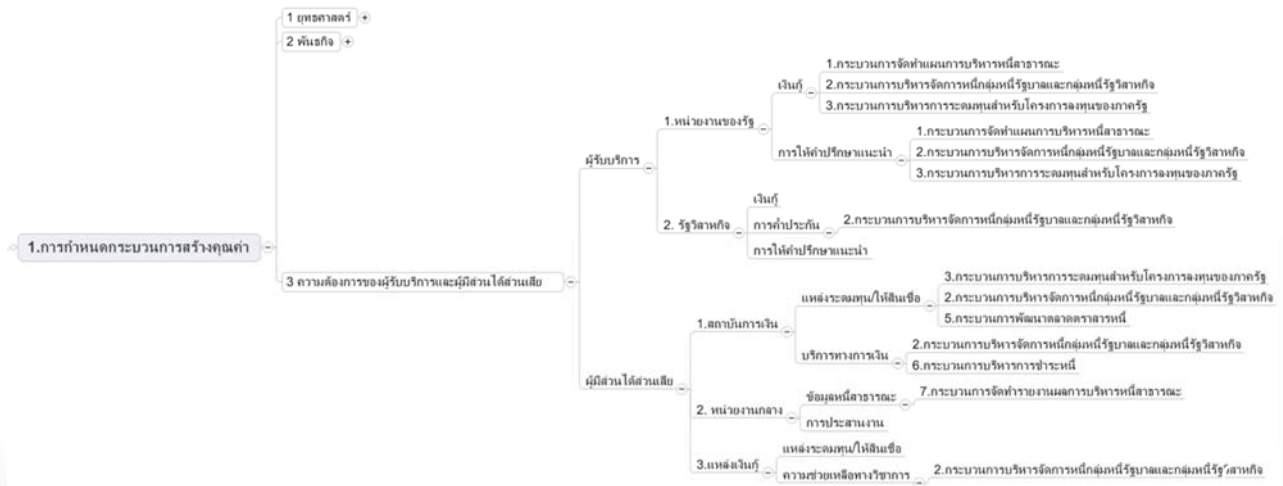 1.การกำหนดกระบวนการสร้างคุณค่า
1 ยุทธศาสตร์
2 พันธกิจ
3 ความต้องการของผู้รับบริการและผู้มีส่วนได้ส่วนเสีย
ผู้รับบริการ
1.หน่วยงานของรัฐ
เงินกู้
1.กระบวนการจัดทำแผนการบริหารหนี้สาธารณะ
2.กระบวนการบริหารจัดการหนี้กลุ่มหนี้รัฐบาลและกลุ่มหนี้รัฐวิสาหกิจ
3.กระบวนการบริหารการระดมทุนสำหรับโครงการลงทุนของภาครัฐ
การให้คำปรึกษาแนะนำ
1.กระบวนการจัดทำแผนการบริหารหนี้สาธารณะ
2.กระบวนการบริหารจัดการหนี้กลุ่มหนี้รัฐบาลและกลุ่มหนี้รัฐวิสาหกิจ
3.กระบวนการบริหารการระดมทุนสำหรับโครงการลงทุนของภาครัฐ
2. รัฐวิสาหกิจ
เงินกู้
การค้ำประกัน
2.กระบวนการบริหารจัดการหนี้กลุ่มหนี้รัฐบาลและกลุ่มหนี้รัฐวิสาหกิจ
การให้คำปรึกษาแนะนำ
ผู้มีส่วนได้ส่วนเสีย
1.สถาบันการเงิน
แหล่งระดมทุน/ให้สินเชื่อ
3.กระบวนการบริหารการระดมทุนสำหรับโครงการลงทุนของภาครัฐ
2.กระบวนการบริหารจัดการหนี้กลุ่มหนี้รัฐบาลและกลุ่มหนี้รัฐวิสาหกิจ
5.กระบวนการพัฒนาตลาดตราสารหนี้
บริการทางการเงิน
2.กระบวนการบริหารจัดการหนี้กลุ่มหนี้รัฐบาลและกลุ่มหนี้รัฐวิสาหกิจ
6.กระบวนการบริหารการชำระหนี้
2. หน่วยงานกลาง
ข้อมูลหนี้สาธารณะ
7.กระบวนการจัดทำรายงานผลการบริหารหนี้สาธารณะ
การประสานงาน
3.แหล่งเงินกู้
แหล่งระดมทุน/ให้สินเชื่อ
ความช่วยเหลือทางวิชาการ
2.กระบวนการบริหารจัดการหนี้กลุ่มหนี้รัฐบาลและกลุ่มหนี้รัฐวิสาหกิจ